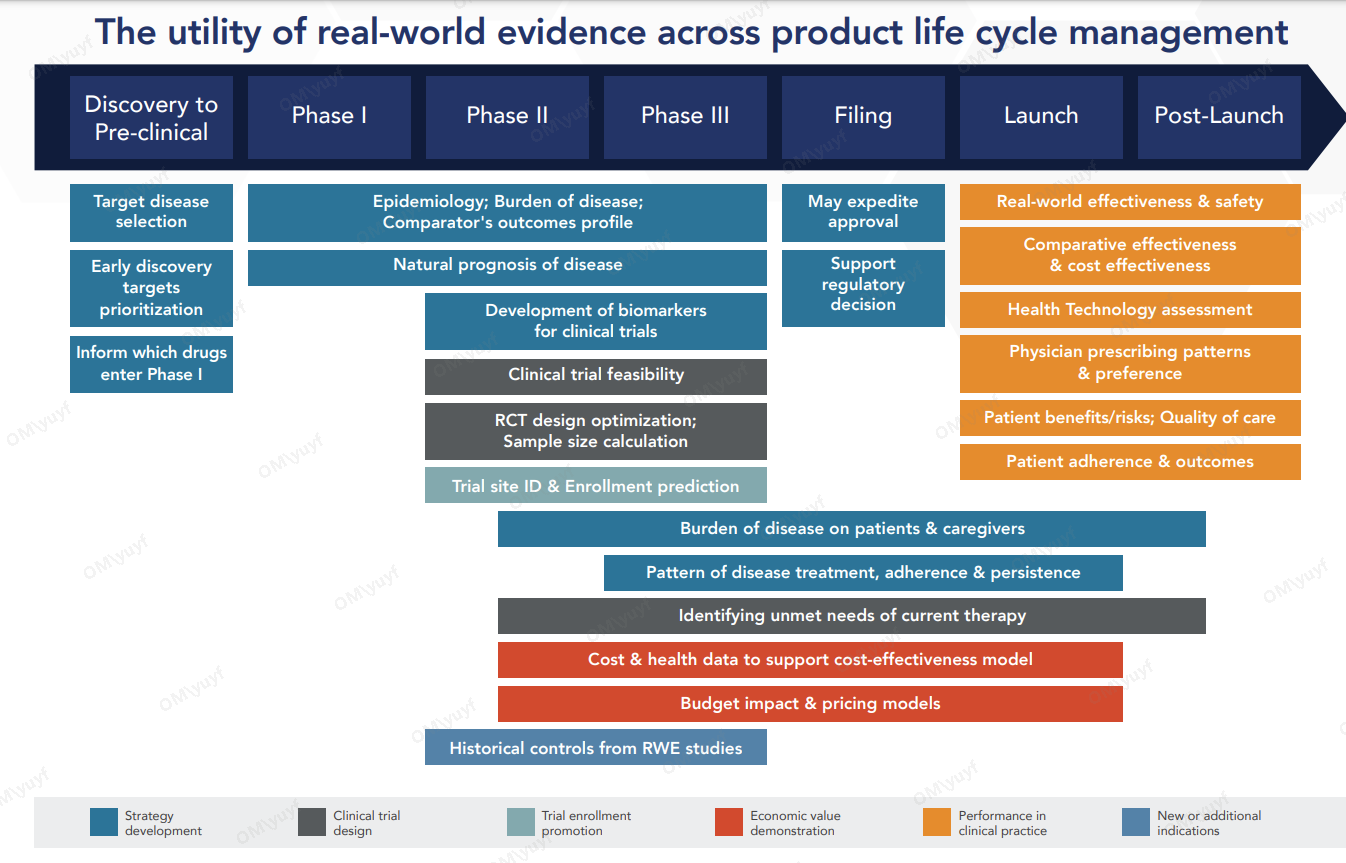 The utility of real-world evidence across product life cycle management
Discovery to
Pre-clinical
Phase I
Phase II
Phase III
Filing
Launch
Post-Launch
Target disease
selection
Early discovery
targets
prioritization
Inform which drugs
enter Phase I
Epidemiology; Burden of disease;
Comparator's outcomes profile
Natural prognosis of disease
Development of biomarkers
for clinical trials
Clinical trial feasibility
RCT design optimization;
Sample size calculation
Trial site ID & Enrollment prediction
May expedite
approval
Support
regulatory
decision
Real-world effectiveness & safety
Comparative effectiveness
& cost effectiveness
Health Technology assessment
Physician prescribing patterns
& preference
Patient benefits/risks; Quality of care
Patient adherence & outcomes
Burden of disease on patients & caregivers
Pattern of disease treatment, adherence & persistence
Identifying unmet needs of current therapy
Cost & health data to support cost-effectiveness model
Budget impact & pricing models
Historical controls from RWE studies
Strategy
development
Clinical trial
design
Trial enrollment
promotion
Economic value
demonstration
Performance in
clinical practice
New or additional
indications
OM\yuyf